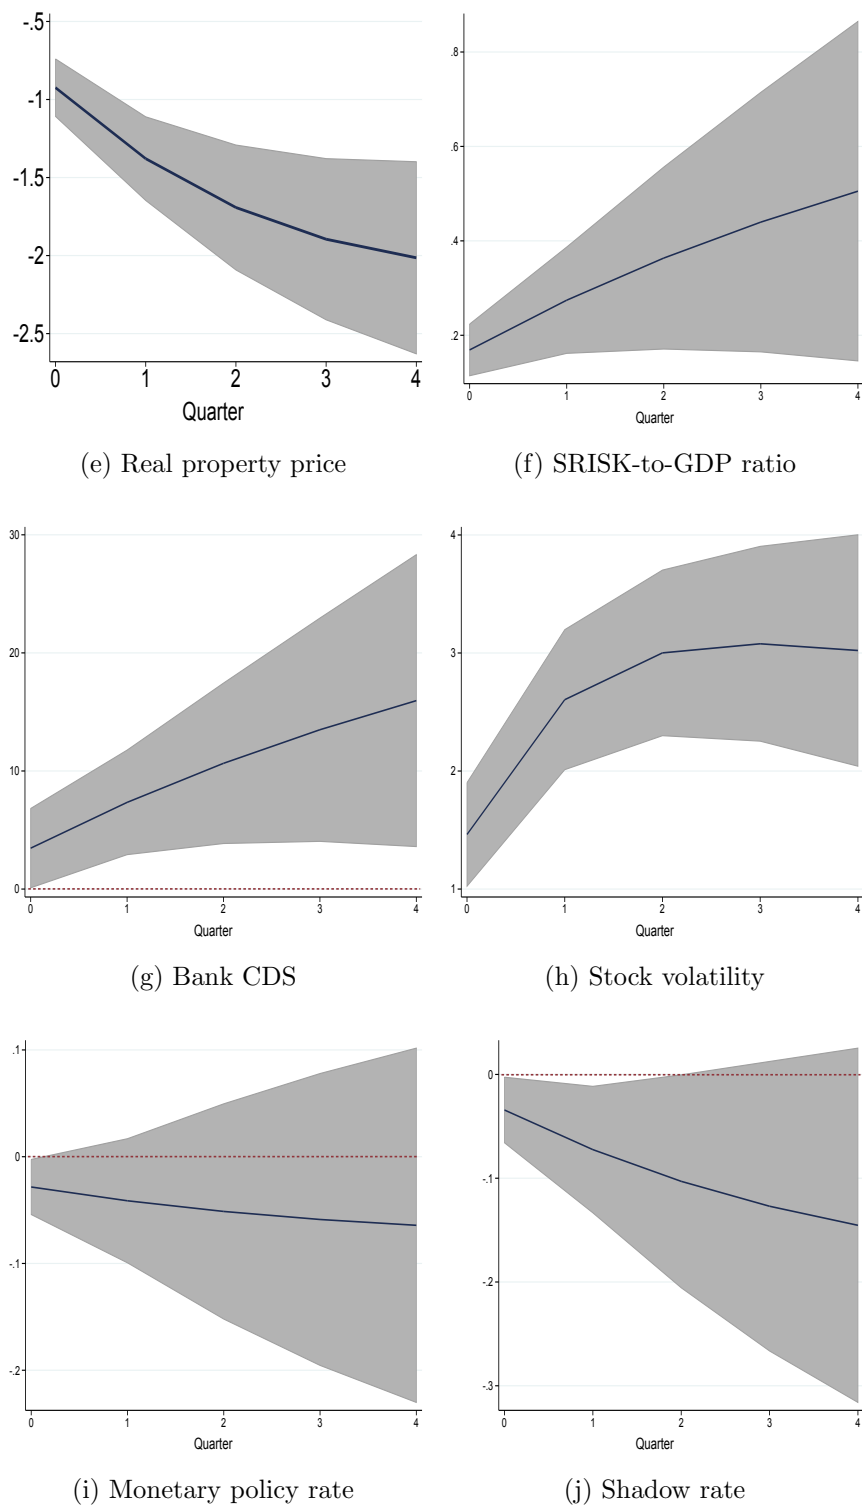 -.5
-1
-1.5
-2
-2.5
0 1 2 3 4
Quarter
(e) Real property price
.8
.6
.4
.2
0 1 2 3 4
Quarter
(f) SRISK-to-GDP ratio
30
20
10
0
0 1 2 3 4
Quarter
(g) Bank CDS
4
3
2
1
0 1 2 3 4
Quarter
(h) Stock volatility
.1
0
-.1
-.2
0 1 2 3 4
Quarter
(i) Monetary policy rate
0
-.1
-.2
-.3
0 1 2 3 4
Quarter
(j) Shadow rate